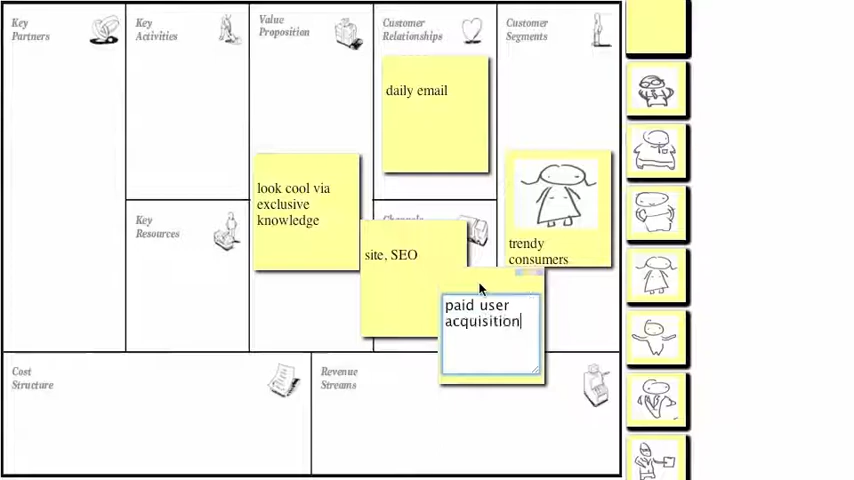 Key
Partners
Key
Activities
Value
Proposition
Customer
Relationships
Customer
Segments
daily email
look cool via
exclusive
knowledge
trendy
consumers
Key
Resources
Channels
site, SEO
paid user
acquisition
Cost
Structure
Revenue
Streams